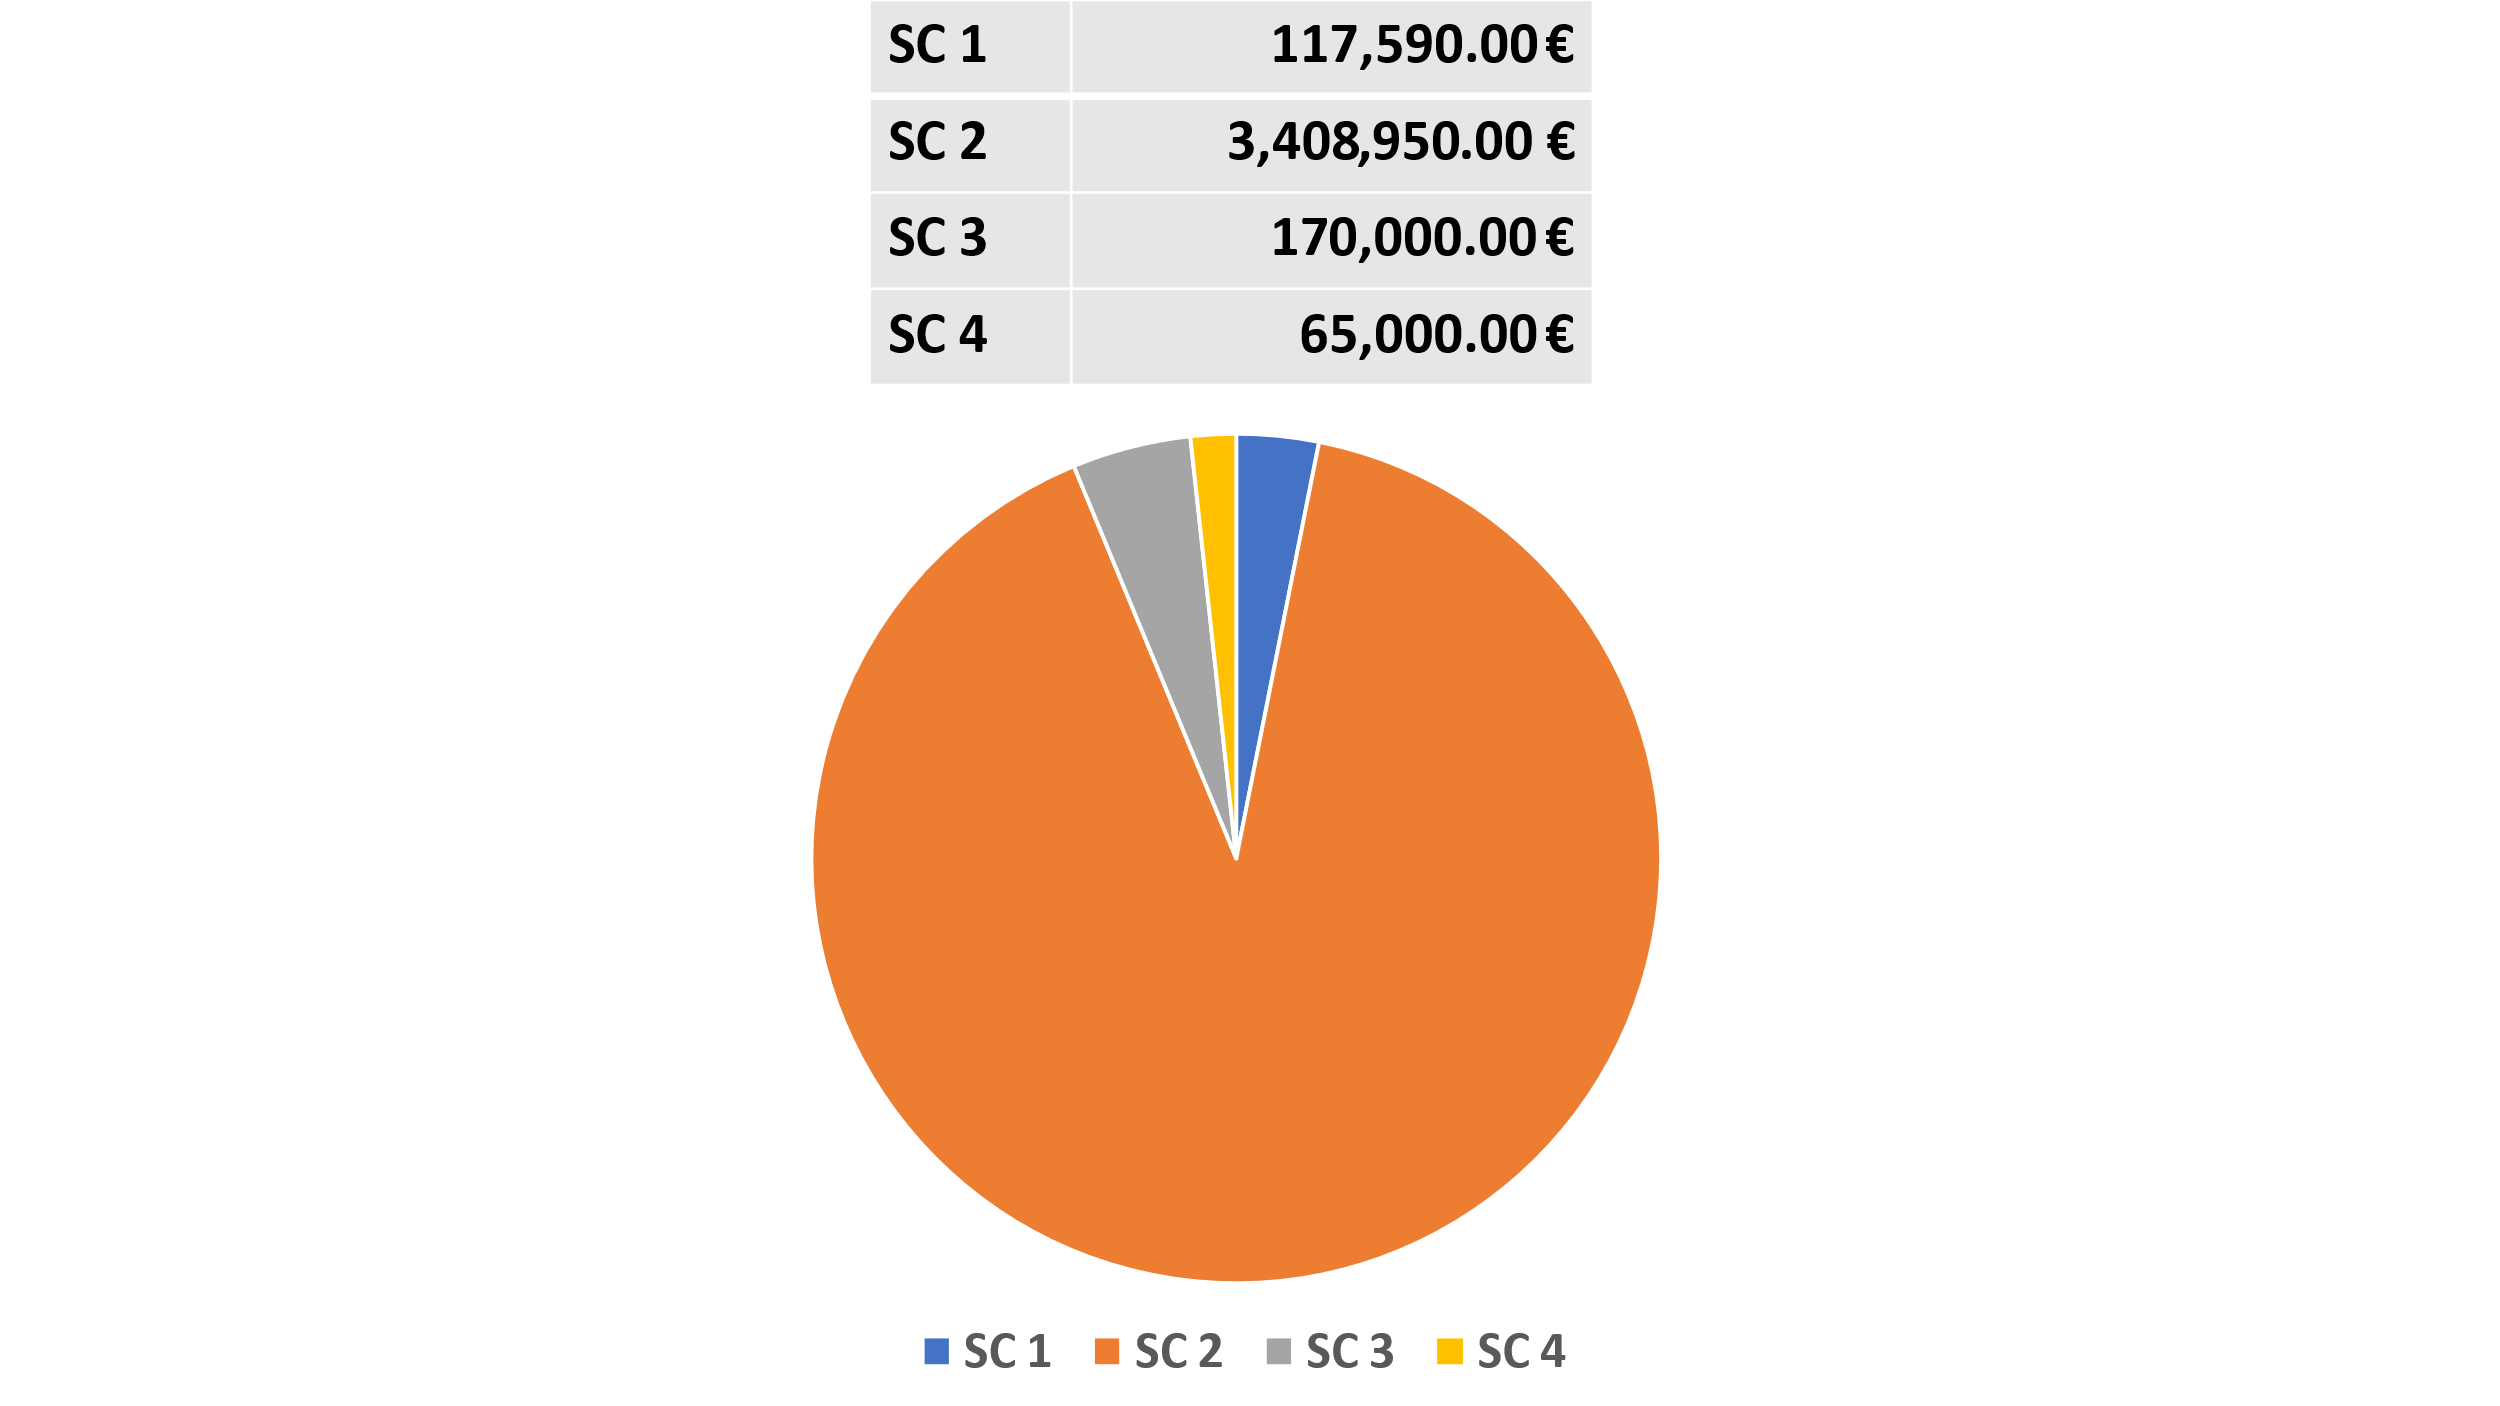 SC 1 117,590.00 €
SC 2 3,408,950.00 €
SC 3 170,000.00 €
SC 4 65,000.00 €
SC 1 SC 2 SC 3 SC 4